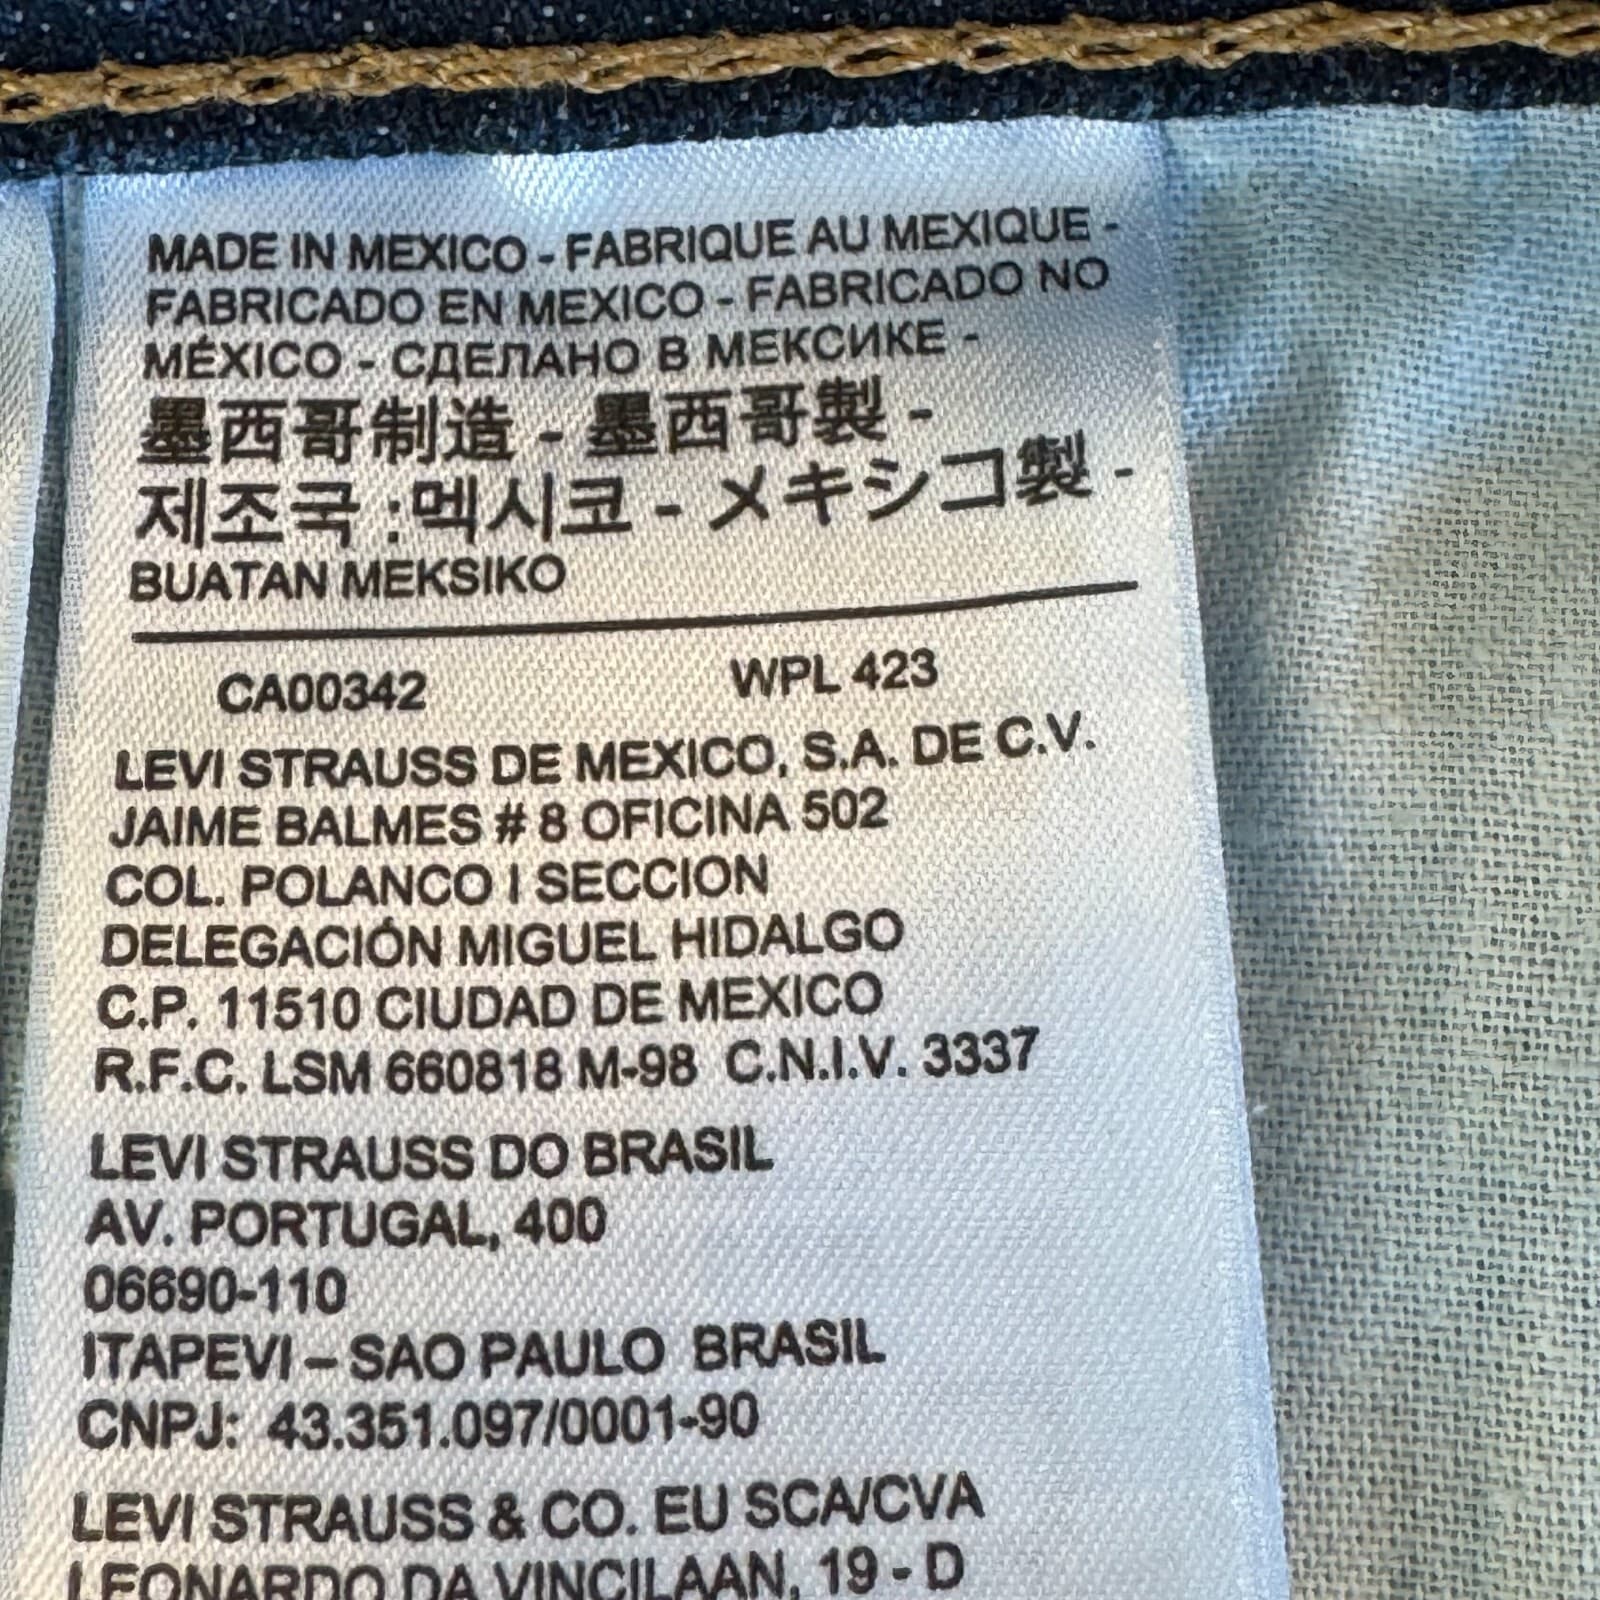 MADE IN MEXICO - FABRIQUE AU MEXIQUE -
FABRICADO EN MEXICO - FABRICADO NO
MÉXICO - СДЕЛАНО В МЕКСИКЕ -
墨西哥制造 - 墨西哥製 -
제조국 :멕시코 - メキシコ製 -
BUATAN MEKSIKO
CA00342 WPL 423
LEVI STRAUSS DE MEXICO, S.A. DE C.V.
JAIME BALMES # 8 OFICINA 502
COL. POLANCO I SECCION
DELEGACIÓN MIGUEL HIDALGO
C.P. 11510 CIUDAD DE MEXICO
R.F.C. LSM 660818 M-98 C.N.I.V. 3337
LEVI STRAUSS DO BRASIL
AV. PORTUGAL, 400
06690-110
ITAPEVI – SAO PAULO BRASIL
CNPJ: 43.351.097/0001-90
LEVI STRAUSS & CO. EU SCA/CVA
LEONARDO DA VINCILAAN, 19 - D